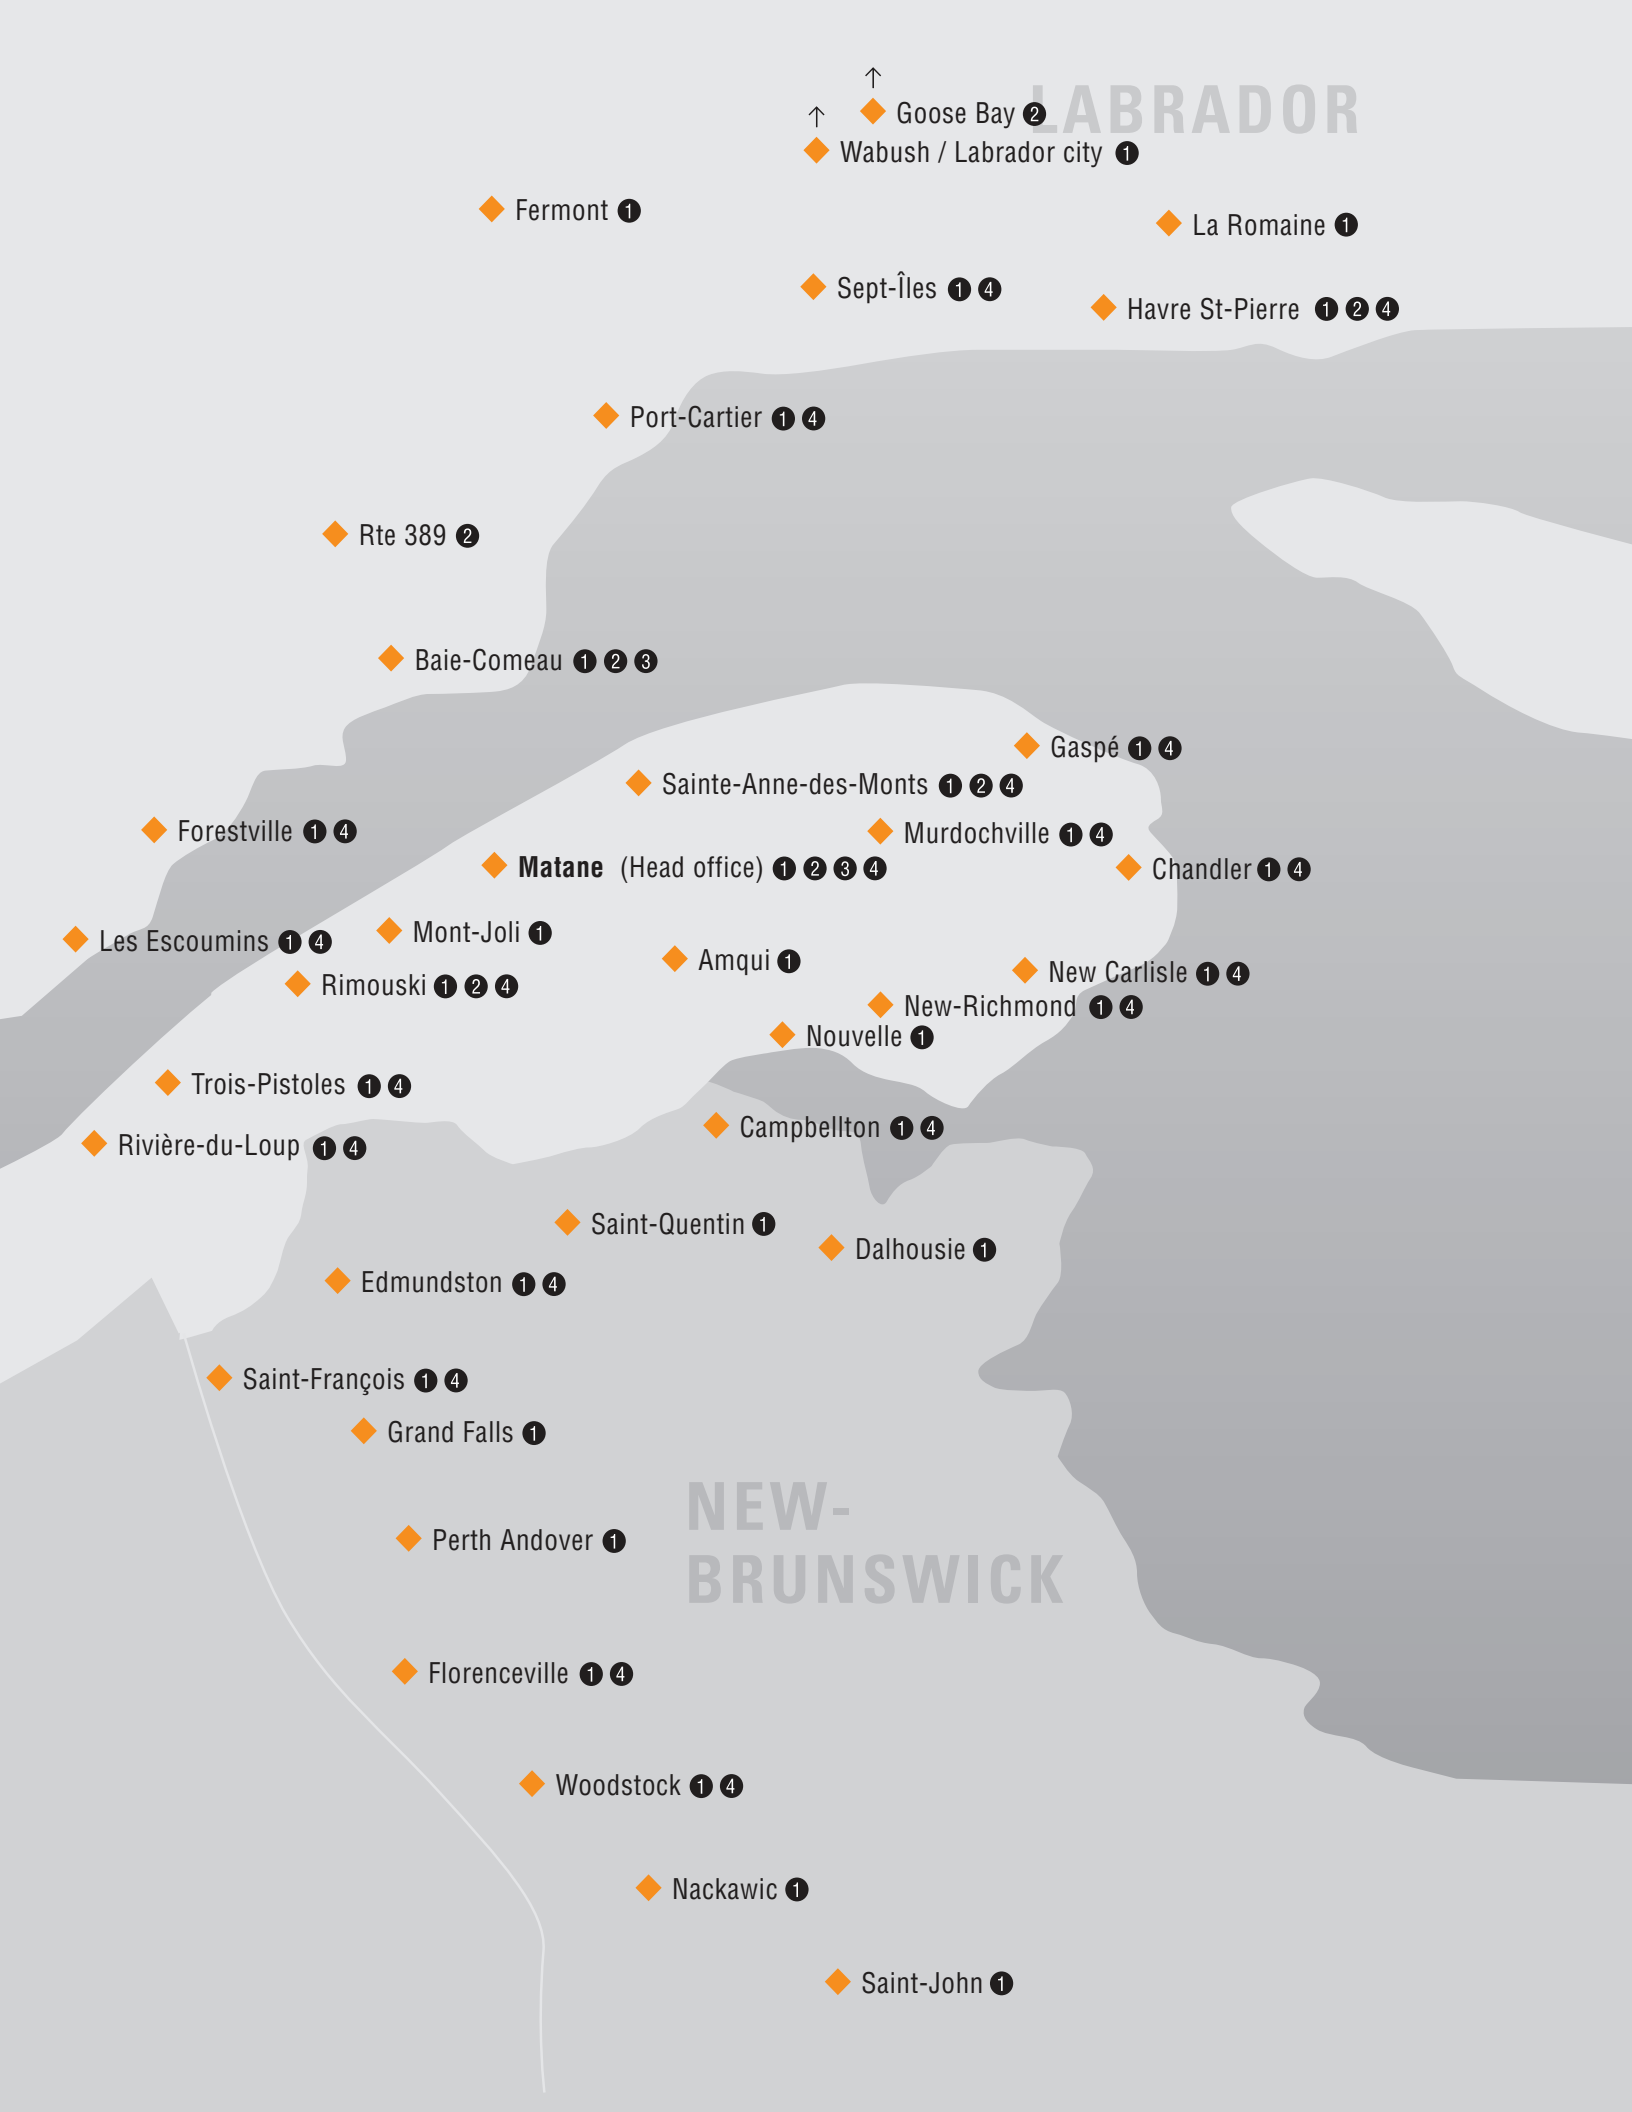 ↑
Goose Bay 2
LABRADOR
↑
Wabush / Labrador city 1
Fermont 1
La Romaine 1
Sept-Îles 1 4
Havre St-Pierre 1 2 4
Port-Cartier 1 4
Rte 389 2
Baie-Comeau 1 2 3
Gaspé 1 4
Sainte-Anne-des-Monts 1 2 4
Forestville 1 4
Murdochville 1 4
Matane (Head office) 1 2 3 4
Chandler 1 4
Les Escoumins 1 4
Mont-Joli 1
Amqui 1
New Carlisle 1 4
Rimouski 1 2 4
New-Richmond 1 4
Nouvelle 1
Trois-Pistoles 1 4
Campbellton 1 4
Rivière-du-Loup 1 4
Saint-Quentin 1
Dalhousie 1
Edmundston 1 4
Saint-François 1 4
Grand Falls 1
NEW-
BRUNSWICK
Perth Andover 1
Florenceville 1 4
Woodstock 1 4
Nackawic 1
Saint-John 1